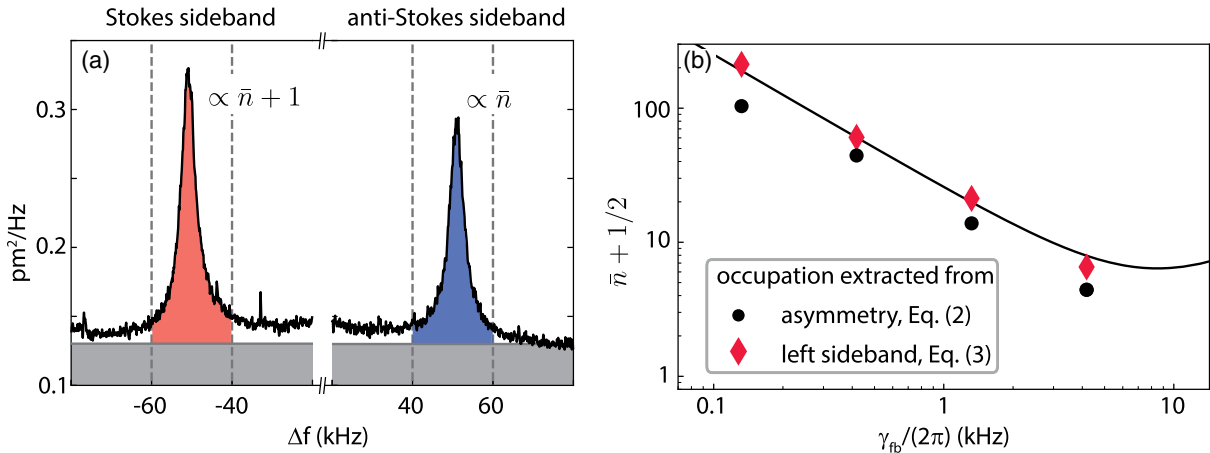 Stokes sideband
anti-Stokes sideband
(a)
∝ n̄ + 1
∝ n̄
0.3
0.2
0.1
pm²/Hz
-60
-40
40
60
Δf (kHz)
(b)
100
10
1
n̄ + 1/2
occupation extracted from
asymmetry, Eq. (2)
left sideband, Eq. (3)
0.1
1
10
γfb/(2π) (kHz)